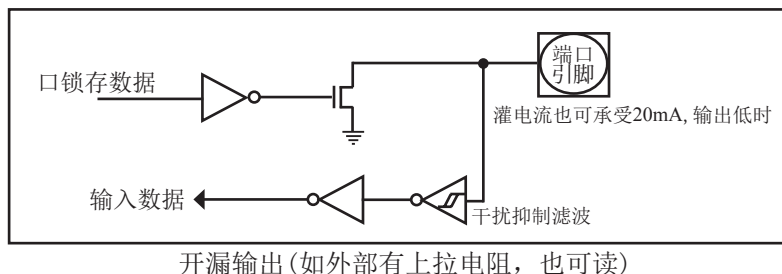 端口
引脚
口锁存数据
灌电流也可承受20mA, 输出低时
输入数据
干扰抑制滤波
开漏输出(如外部有上拉电阻，也可读)